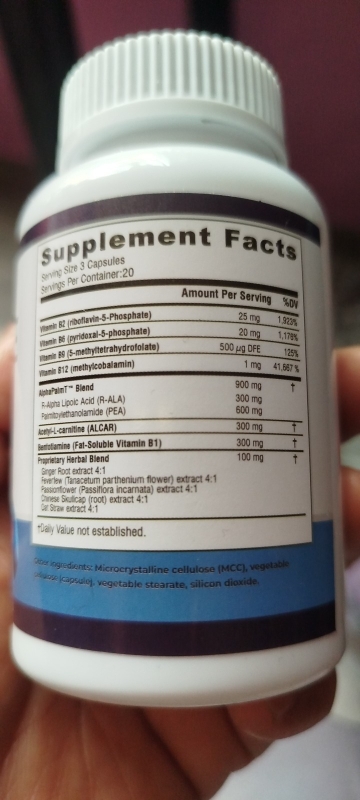 Supplement Facts
Serving Size 3 Capsules
Servings Per Container:20
Amount Per Serving %DV
Vitamin B2 (riboflavin-5-Phosphate) 25 mg 1,923%
Vitamin B6 (pyridoxal-5-phosphate) 20 mg 1,176%
Vitamin B9 (5-methyltetrahydrofolate) 500 µg DFE 125%
Vitamin B12 (methylcobalamin) 1 mg 41,667 %
AlphaPalmT™ Blend 900 mg †
R-Alpha Lipoic Acid (R-ALA) 300 mg
Palmitoylethanolamide (PEA) 600 mg
Acetyl-L-carnitine (ALCAR) 300 mg †
Benfotiamine (Fat-Soluble Vitamin B1) 300 mg †
Proprietary Herbal Blend 100 mg †
Ginger Root extract 4:1
Feverfew (Tanacetum parthenium flower) extract 4:1
Passionflower (Passiflora incarnata) extract 4:1
Chinese Skullcap (root) extract 4:1
Oat Straw extract 4:1
†Daily Value not established.
Other Ingredients: Microcrystalline cellulose (MCC), vegetable
cellulose (capsule), vegetable stearate, silicon dioxide.